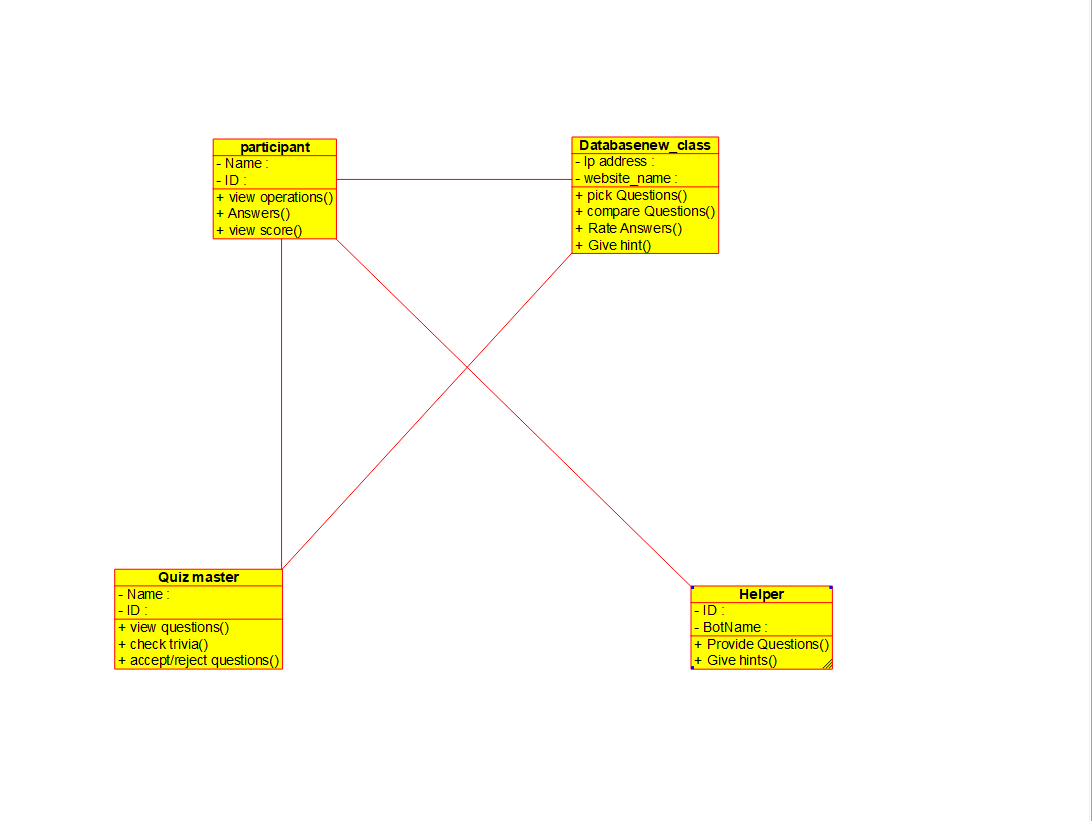 participant
- Name :
- ID :
+ view operations()
+ Answers()
+ view score()
Databasenew_class
- Ip address :
- website_name :
+ pick Questions()
+ compare Questions()
+ Rate Answers()
+ Give hint()
Quiz master
- Name :
- ID :
+ view questions()
+ check trivia()
+ accept/reject questions()
Helper
- ID :
- BotName :
+ Provide Questions()
+ Give hints()